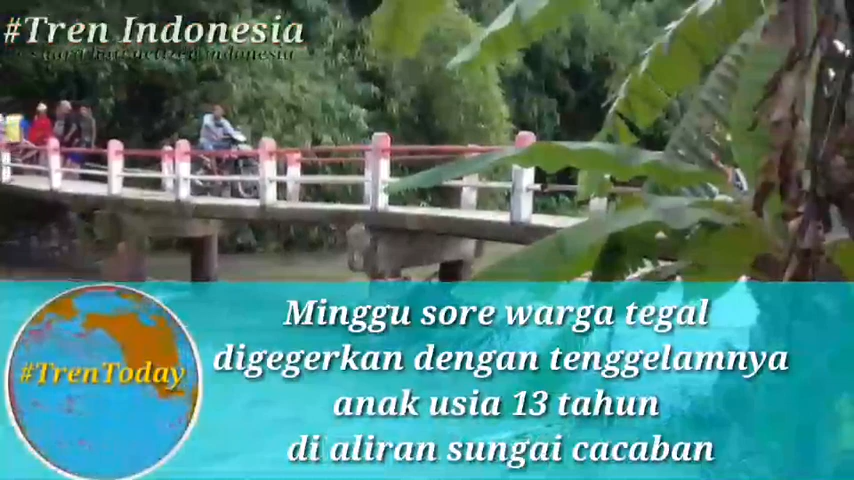 #Tren Indonesia
#TrenToday
Minggu sore warga tegal
digegerkan dengan tenggelamnya
anak usia 13 tahun
di aliran sungai cacaban